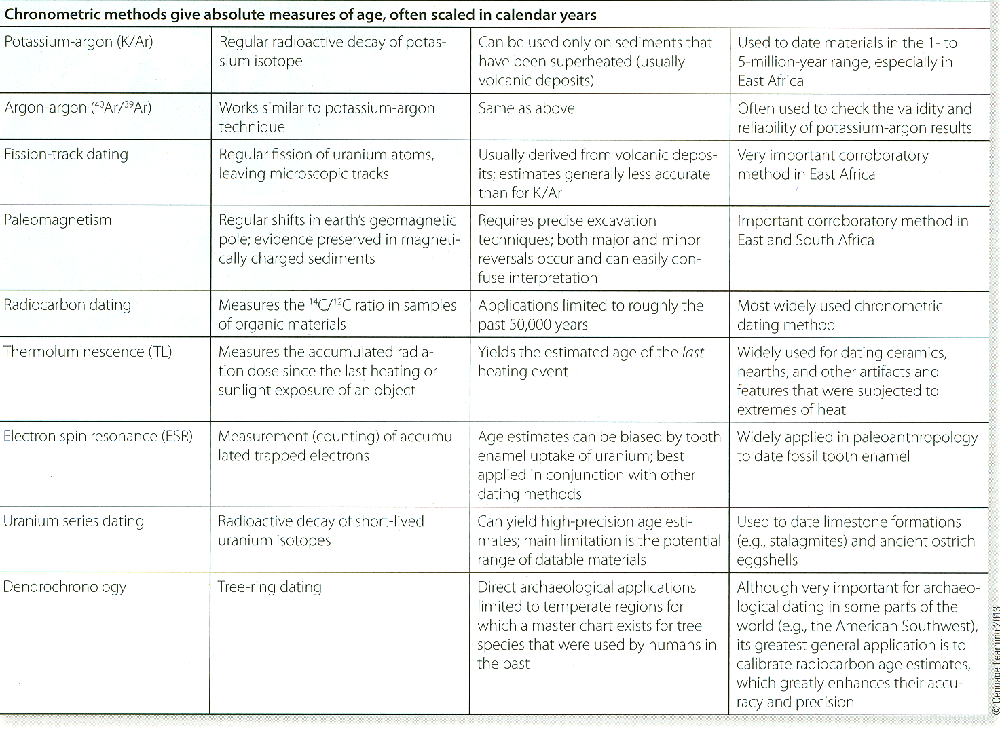 Chronometric methods give absolute measures of age, often scaled in calendar years
Potassium-argon (K/Ar)
Regular radioactive decay of potas-
sium isotope
Can be used only on sediments that
have been superheated (usually
volcanic deposits)
Used to date materials in the 1- to
5-million-year range, especially in
East Africa
Argon-argon (⁴⁰Ar/³⁹Ar)
Works similar to potassium-argon
technique
Same as above
Often used to check the validity and
reliability of potassium-argon results
Fission-track dating
Regular fission of uranium atoms,
leaving microscopic tracks
Usually derived from volcanic depos-
its; estimates generally less accurate
than for K/Ar
Very important corroboratory
method in East Africa
Paleomagnetism
Regular shifts in earth's geomagnetic
pole; evidence preserved in magneti-
cally charged sediments
Requires precise excavation
techniques; both major and minor
reversals occur and can easily con-
fuse interpretation
Important corroboratory method in
East and South Africa
Radiocarbon dating
Measures the ¹⁴C/¹²C ratio in samples
of organic materials
Applications limited to roughly the
past 50,000 years
Most widely used chronometric
dating method
Thermoluminescence (TL)
Measures the accumulated radia-
tion dose since the last heating or
sunlight exposure of an object
Yields the estimated age of the last
heating event
Widely used for dating ceramics,
hearths, and other artifacts and
features that were subjected to
extremes of heat
Electron spin resonance (ESR)
Measurement (counting) of accumu-
lated trapped electrons
Age estimates can be biased by tooth
enamel uptake of uranium; best
applied in conjunction with other
dating methods
Widely applied in paleoanthropology
to date fossil tooth enamel
Uranium series dating
Radioactive decay of short-lived
uranium isotopes
Can yield high-precision age esti-
mates; main limitation is the potential
range of datable materials
Used to date limestone formations
(e.g., stalagmites) and ancient ostrich
eggshells
Dendrochronology
Tree-ring dating
Direct archaeological applications
limited to temperate regions for
which a master chart exists for tree
species that were used by humans in
the past
Although very important for archaeo-
logical dating in some parts of the
world (e.g., the American Southwest),
its greatest general application is to
calibrate radiocarbon age estimates,
which greatly enhances their accu-
racy and precision
© Cengage Learning 2013